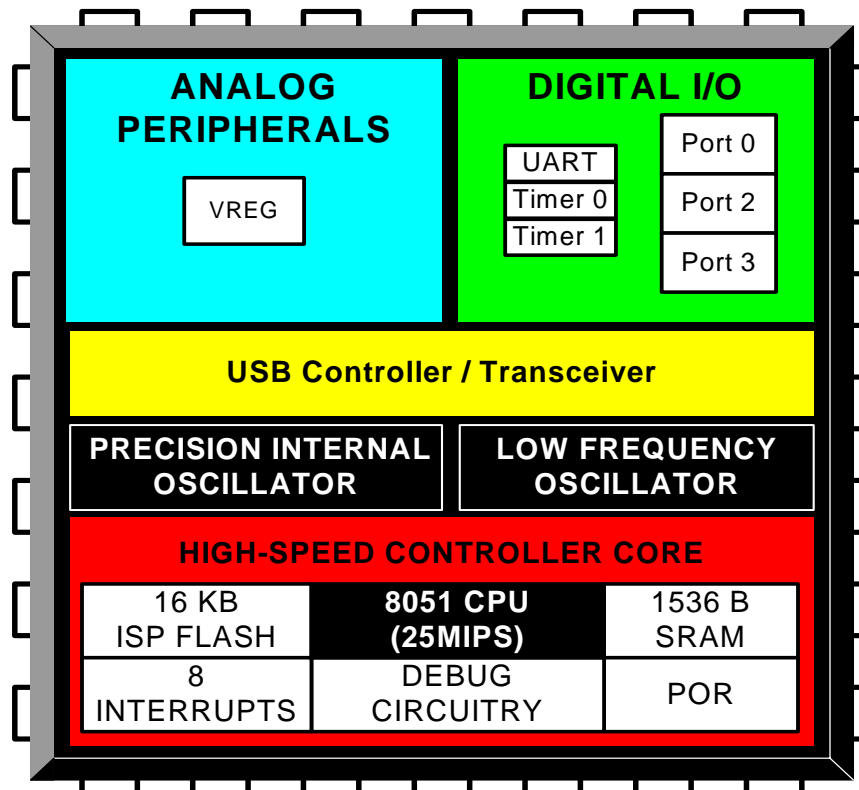 ANALOG
PERIPHERALS
VREG
DIGITAL I/O
UART
Timer 0
Timer 1
Port 0
Port 2
Port 3
USB Controller / Transceiver
PRECISION INTERNAL
OSCILLATOR
LOW FREQUENCY
OSCILLATOR
HIGH-SPEED CONTROLLER CORE
16 KB
ISP FLASH
8051 CPU
(25MIPS)
1536 B
SRAM
8
INTERRUPTS
DEBUG
CIRCUITRY
POR